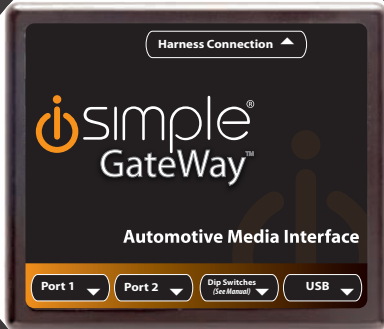 Harness Connection
isimple®
GateWay™
Automotive Media Interface
Port 1 Port 2 Dip Switches USB
(See Manual)